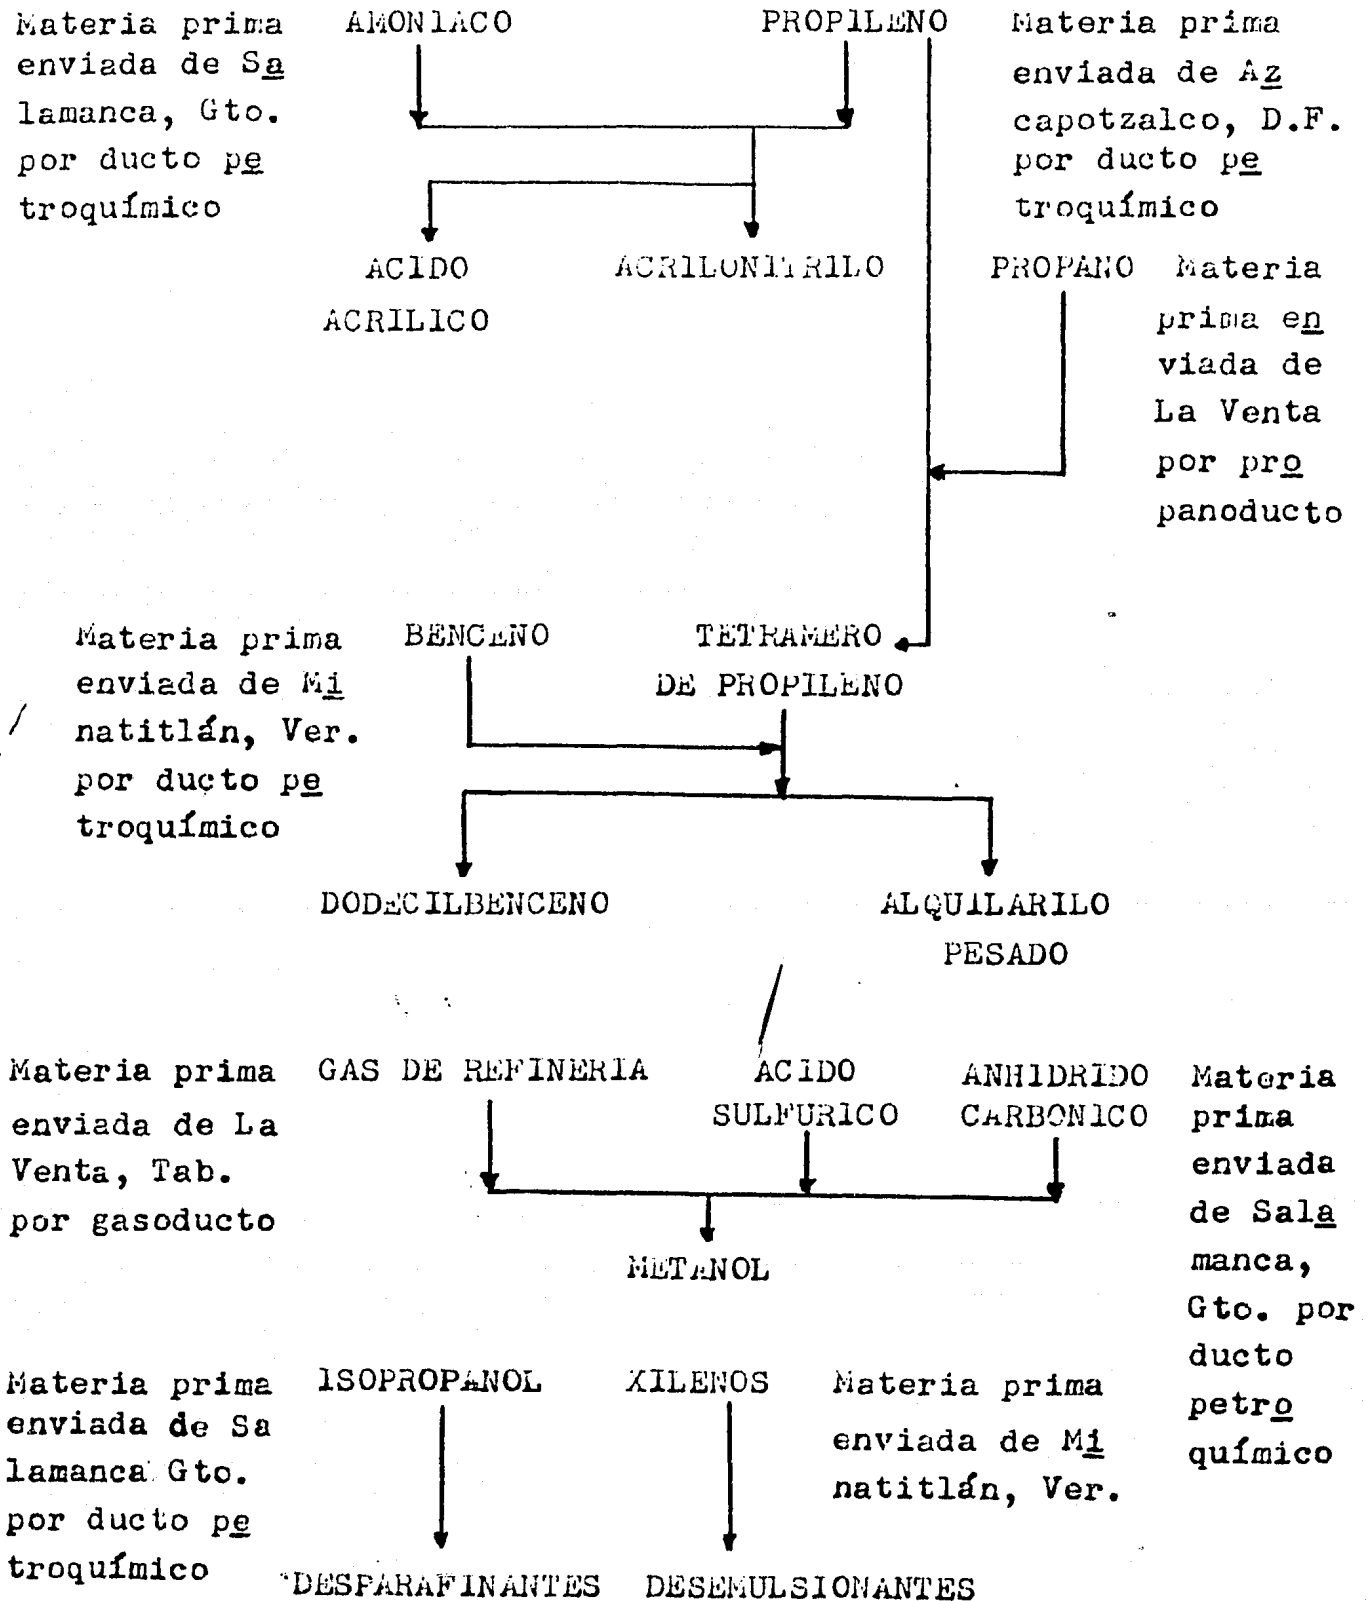 Materia prima
enviada de Sa
lamanca, Gto.
por ducto pe
troquímico
AMONIACO
PROPILENO
Materia prima
enviada de Az
capotzalco, D.F.
por ducto pe
troquímico
ACIDO
ACRILICO
ACRILONITRILO
PROPANO
Materia
prima en
viada de
La Venta
por pro
panoducto
Materia prima
enviada de Mi
natitlán, Ver.
por ducto pe
troquímico
BENCENO
TETRAMERO
DE PROPILENO
DODECILBENCENO
ALQUILARILO
PESADO
Materia prima
enviada de La
Venta, Tab.
por gasoducto
GAS DE REFINERIA
ACIDO
SULFURICO
ANHIDRIDO
CARBONICO
Materia
prima
enviada
de Sala
manca,
Gto. por
ducto
petro
químico
METANOL
Materia prima
enviada de Sa
lamanca Gto.
por ducto pe
troquímico
ISOPROPANOL
XILENOS
Materia prima
enviada de Mi
natitlán, Ver.
DESPARAFINANTES
DESEMULSIONANTES